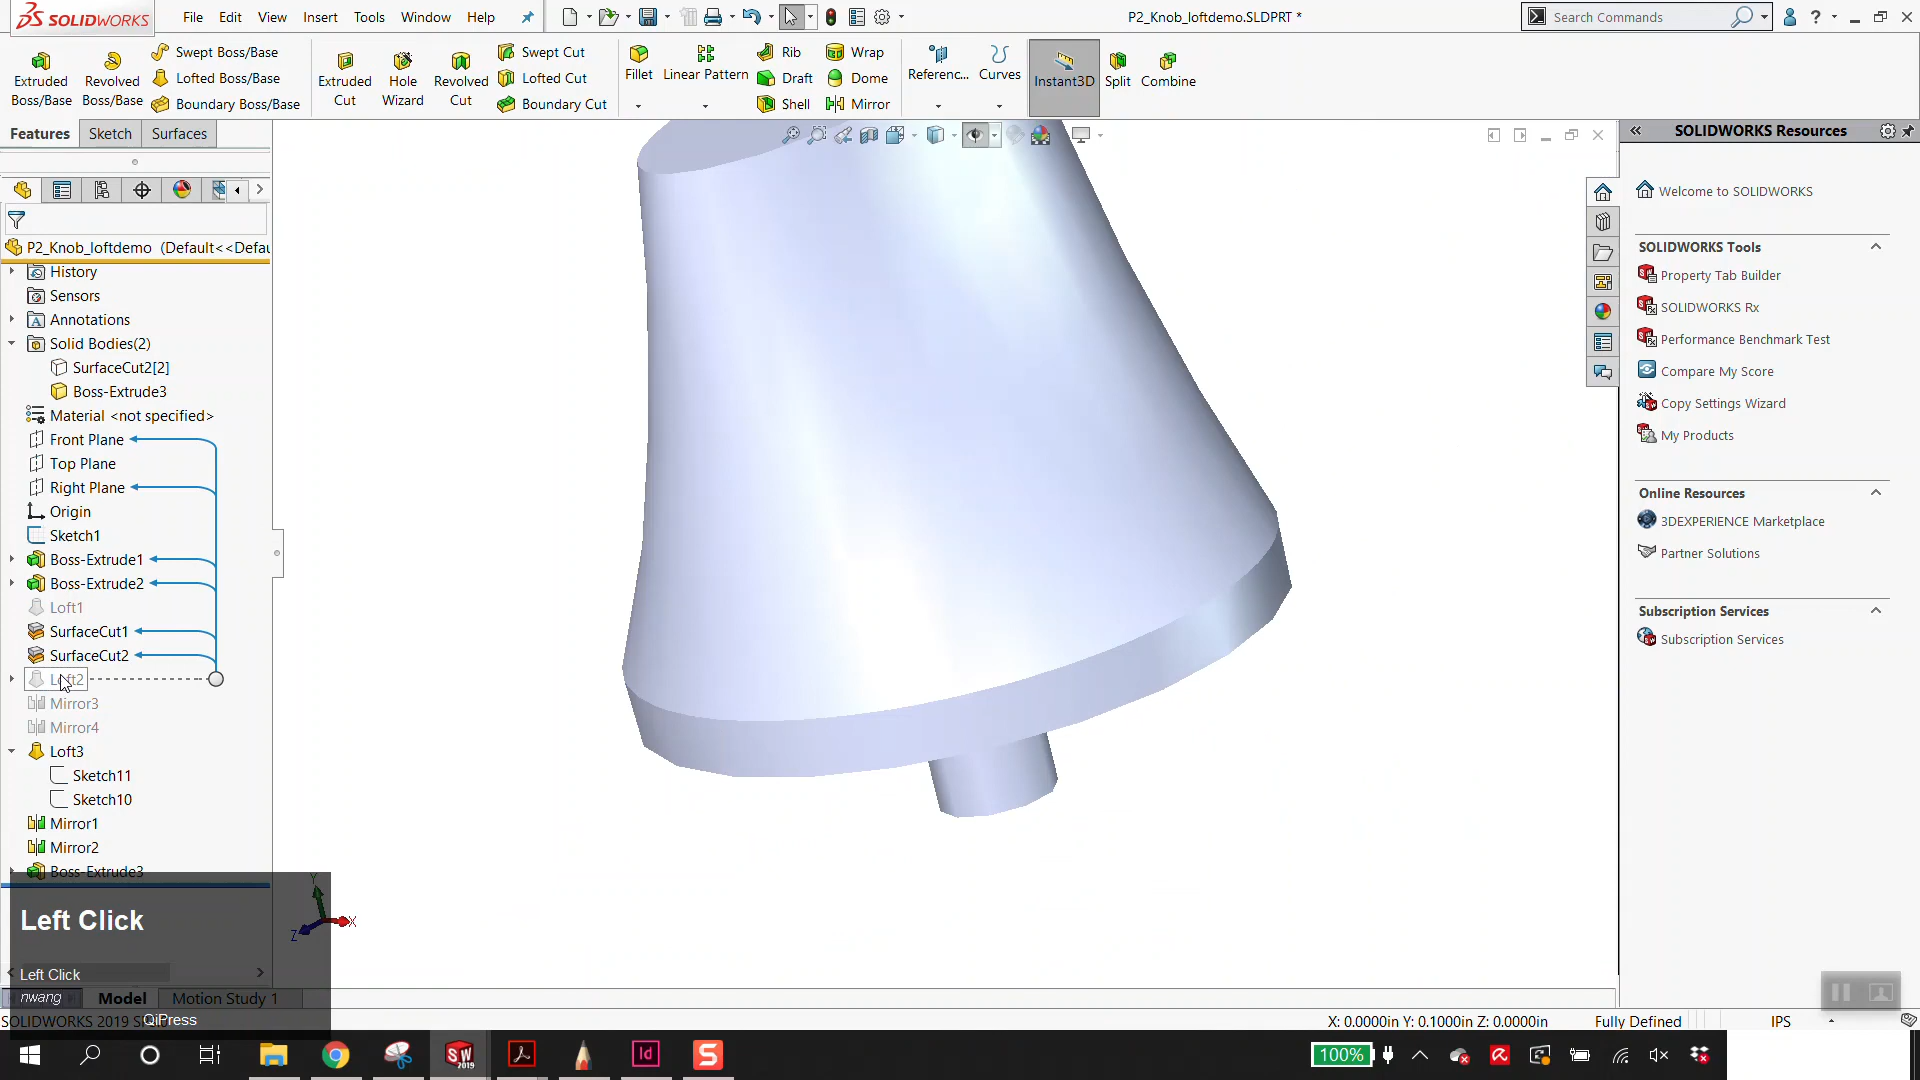 SOLIDWORKS File Edit View Insert Tools Window Help P2_Knob_loftdemo.SLDPRT * Search Commands
Extruded Boss/Base
Revolved Boss/Base
Swept Boss/Base
Lofted Boss/Base
Boundary Boss/Base
Extruded Cut
Hole Wizard
Revolved Cut
Swept Cut
Lofted Cut
Boundary Cut
Fillet
Linear Pattern
Rib
Draft
Shell
Wrap
Dome
Mirror
Referenc...
Curves
Instant3D
Split
Combine
Features Sketch Surfaces
P2_Knob_loftdemo (Default<<Defau
History
Sensors
Annotations
Solid Bodies(2)
SurfaceCut2[2]
Boss-Extrude3
Material <not specified>
Front Plane
Top Plane
Right Plane
Origin
Sketch1
Boss-Extrude1
Boss-Extrude2
Loft1
SurfaceCut1
SurfaceCut2
Loft2
Mirror3
Mirror4
Loft3
Sketch11
Sketch10
Mirror1
Mirror2
Boss-Extrude3
Left Click
Left Click
nwang
QiPress
Y
X
Z
Model Motion Study 1
SOLIDWORKS 2019
X: 0.0000in Y: 0.1000in Z: 0.0000in Fully Defined IPS
SOLIDWORKS Resources
Welcome to SOLIDWORKS
SOLIDWORKS Tools
Property Tab Builder
SOLIDWORKS Rx
Performance Benchmark Test
Compare My Score
Copy Settings Wizard
My Products
Online Resources
3DEXPERIENCE Marketplace
Partner Solutions
Subscription Services
Subscription Services
SW
2019
Id
S
100%